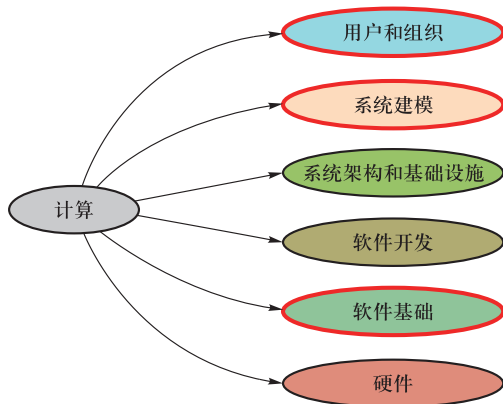 用户和组织
系统建模
系统架构和基础设施
计算
软件开发
软件基础
硬件